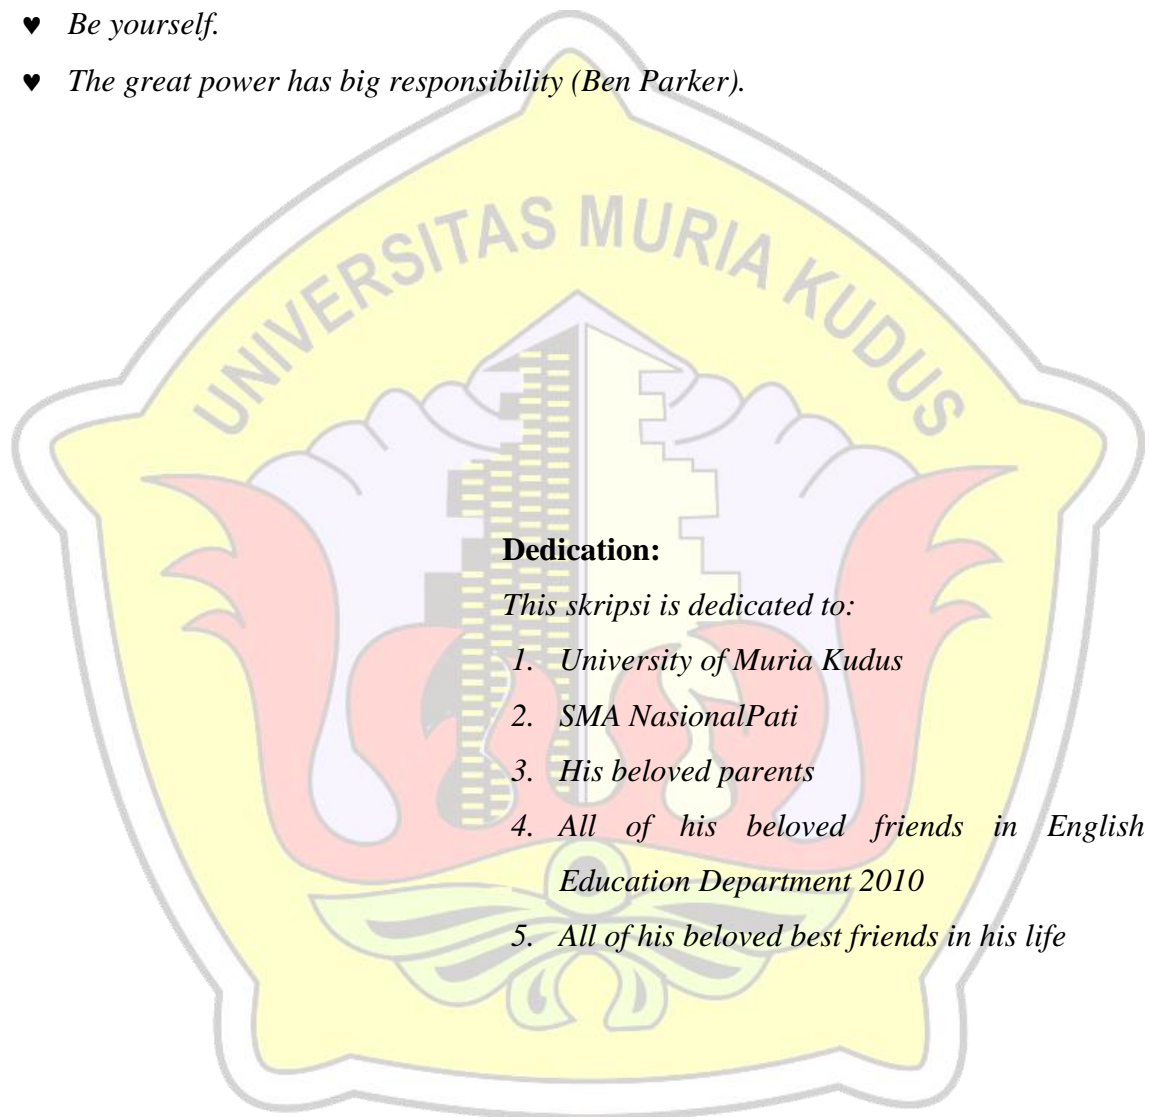 ♥ Be yourself.
♥ The great power has big responsibility (Ben Parker).
UNIVERSITAS MURIA KUDUS
Dedication:
This skripsi is dedicated to:
1. University of Muria Kudus
2. SMA NasionalPati
3. His beloved parents
4. All of his beloved friends in English
Education Department 2010
5. All of his beloved best friends in his life